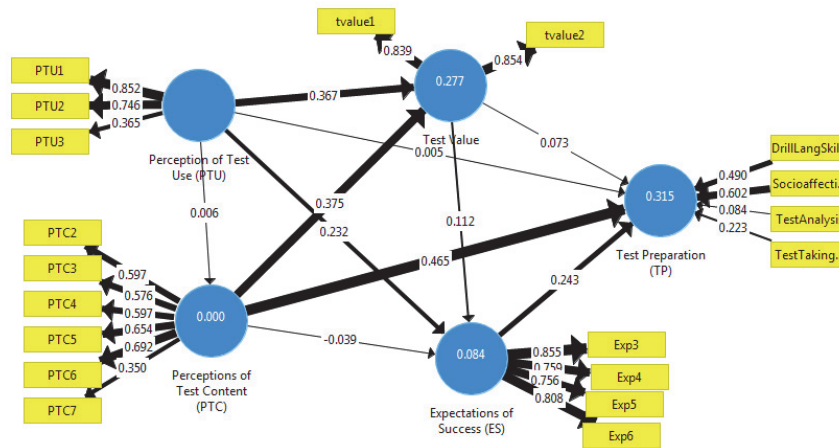 tvalue1
tvalue2
0.839
0.854
PTU1
PTU2
PTU3
0.852
0.746
0.365
0.277
0.367
Test Value
Perception of Test
Use (PTU)
0.005
0.073
0.006
0.375
0.232
0.112
0.465
0.315
Test Preparation
(TP)
DrillLangSkil
Socioaffecti..
TestAnalysi
TestTaking..
0.490
0.602
0.084
0.223
PTC2
PTC3
PTC4
PTC5
PTC6
PTC7
0.597
0.576
0.597
0.654
0.692
0.350
0.000
Perceptions of
Test Content
(PTC)
-0.039
0.243
0.084
Expectations of
Success (ES)
0.855
0.759
0.756
0.808
Exp3
Exp4
Exp5
Exp6